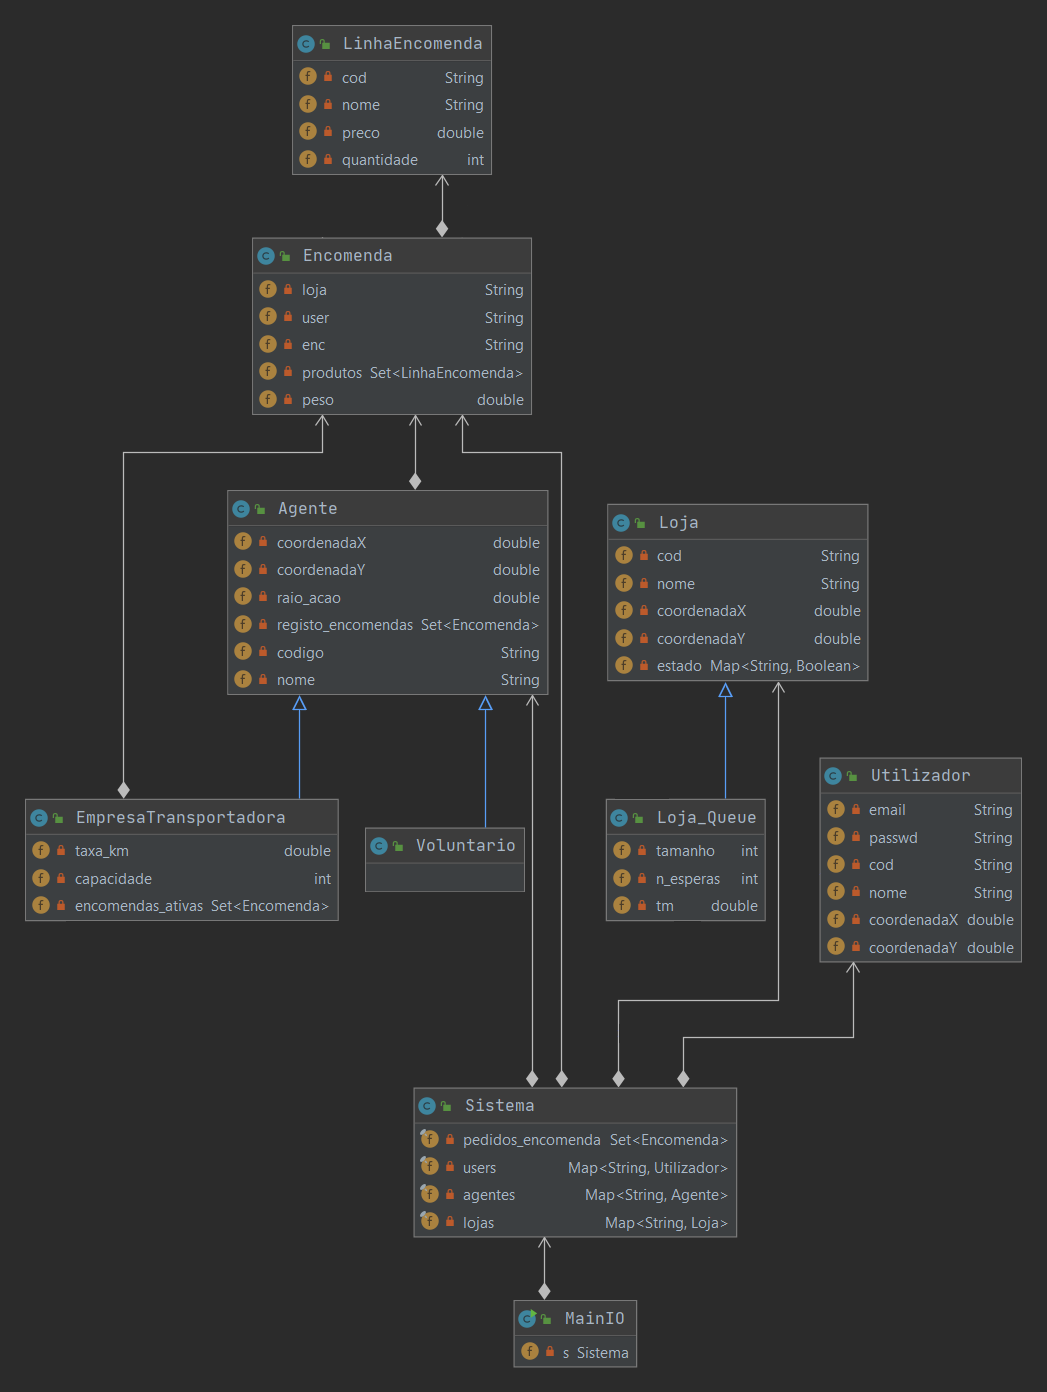 LinhaEncomenda
cod String
nome String
preco double
quantidade int
Encomenda
loja String
user String
enc String
produtos Set<LinhaEncomenda>
peso double
Agente
coordenadaX double
coordenadaY double
raio_acao double
registo_encomendas Set<Encomenda>
codigo String
nome String
Loja
cod String
nome String
coordenadaX double
coordenadaY double
estado Map<String, Boolean>
EmpresaTransportadora
taxa_km double
capacidade int
encomendas_ativas Set<Encomenda>
Voluntario
Loja_Queue
tamanho int
n_esperas int
tm double
Utilizador
email String
passwd String
cod String
nome String
coordenadaX double
coordenadaY double
Sistema
pedidos_encomenda Set<Encomenda>
users Map<String, Utilizador>
agentes Map<String, Agente>
lojas Map<String, Loja>
MainIO
s Sistema